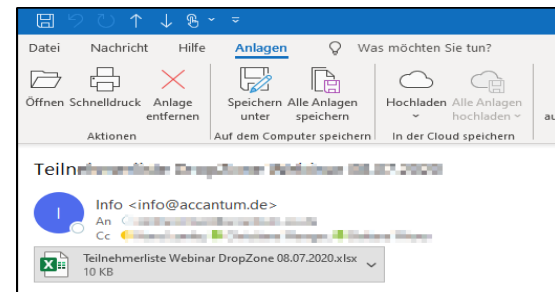 Datei Nachricht Hilfe Anlagen Was möchten Sie tun?
Öffnen Schnelldruck Anlage entfernen Speichern unter Alle Anlagen speichern Hochladen Alle Anlagen hochladen
Aktionen Auf dem Computer speichern In der Cloud speichern
I
Info <info@accantum.de>
An
Cc
Teilnehmerliste Webinar DropZone 08.07.2020.xlsx
10 KB